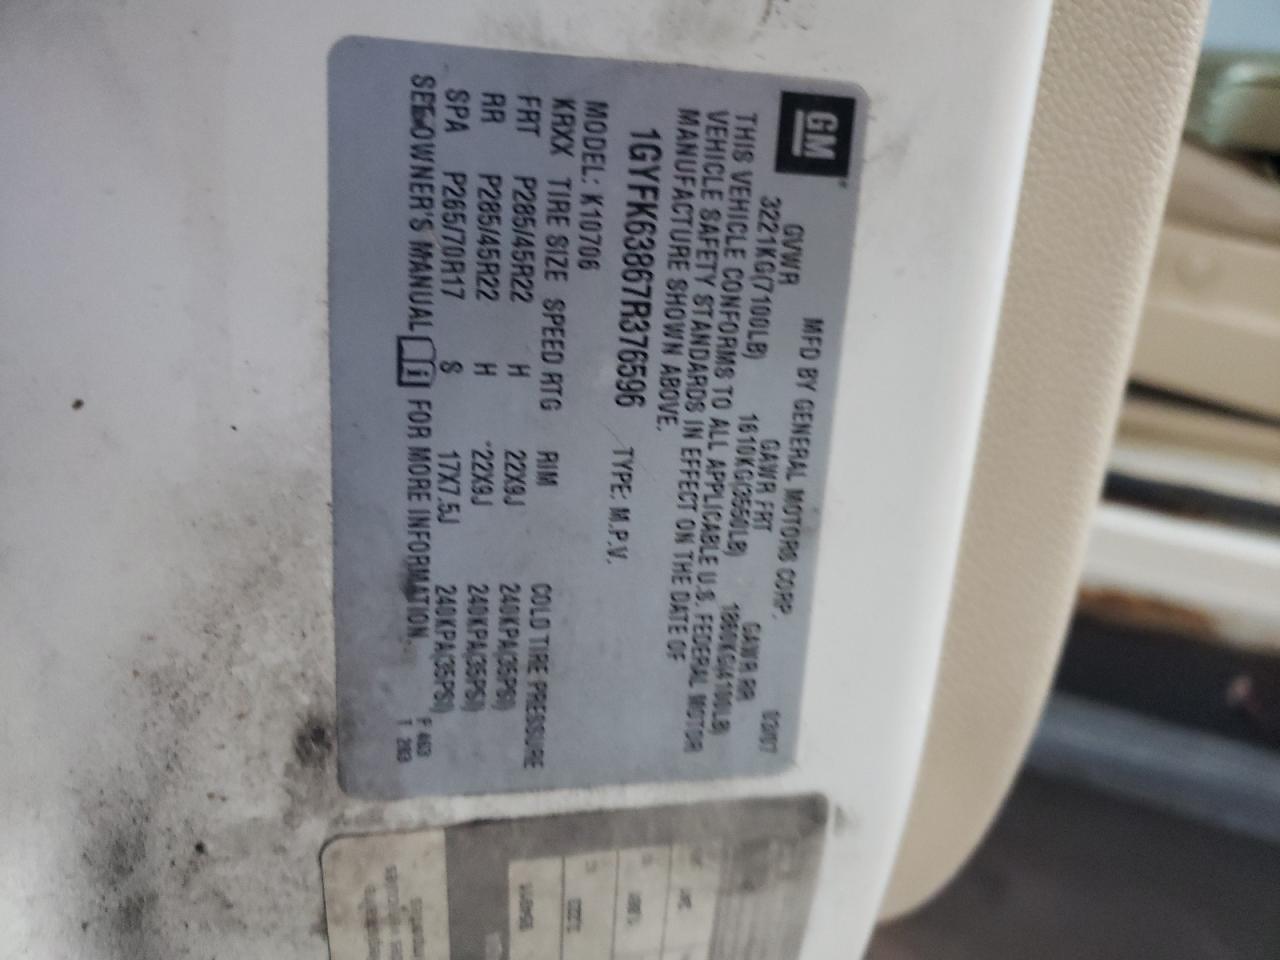 GM
MFD BY GENERAL MOTORS CORP. 03/07
GVWR GAWR FRT GAWR RR
3221KG(7100LB) 1610KG(3550LB) 1860KG(4100LB)
THIS VEHICLE CONFORMS TO ALL APPLICABLE U.S. FEDERAL MOTOR
VEHICLE SAFETY STANDARDS IN EFFECT ON THE DATE OF
MANUFACTURE SHOWN ABOVE.
1GYFK63867R376596 TYPE: M.P.V.
MODEL: K10706
KRXX TIRE SIZE SPEED RTG RIM COLD TIRE PRESSURE
FRT P285/45R22 H 22X9J 240KPA(35PSI)
RR P285/45R22 H 22X9J 240KPA(35PSI)
SPA P265/70R17 S 17X7.5J 240KPA(35PSI)
SEE OWNER'S MANUAL FOR MORE INFORMATION.